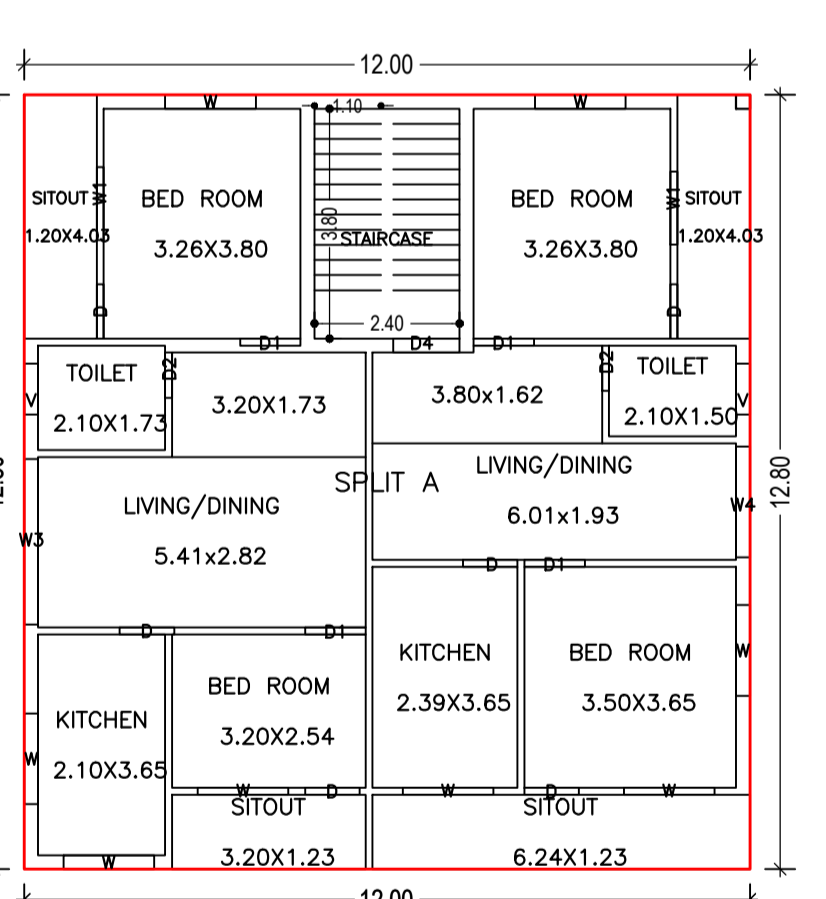 12.00
W
1.10
W
SITOUT
W1
BED ROOM
BED ROOM
W1
SITOUT
1.20X4.03
3.26X3.80
3.80
STAIRCASE
3.26X3.80
1.20X4.03
D
2.40
D
D1
D4
D1
TOILET
D2
3.20X1.73
3.80x1.62
D2
TOILET
V
2.10X1.73
2.10X1.50
V
LIVING/DINING
SPLIT A
12.80
LIVING/DINING
6.01x1.93
W4
W3
5.41x2.82
D
D1
D
D1
KITCHEN
BED ROOM
W
BED ROOM
2.39X3.65
3.50X3.65
KITCHEN
3.20X2.54
W
2.10X3.65
W
D
W
D
W
SITOUT
SITOUT
W
3.20X1.23
6.24X1.23
12.00